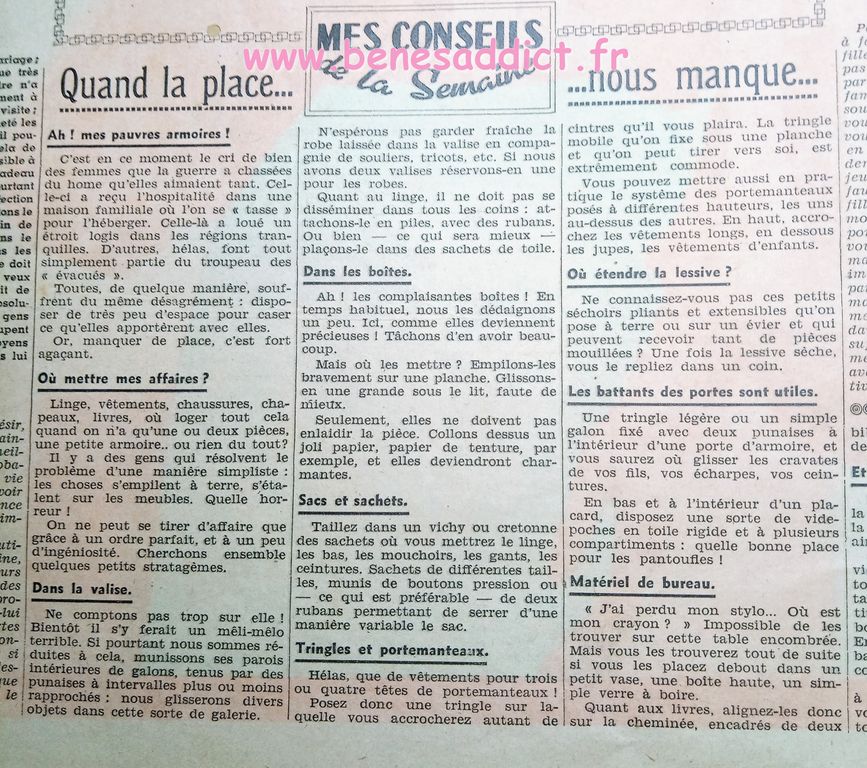 MES CONSEILS
de la Semaine
www.benesaddict.fr
Quand la place...
...nous manque...
Ah ! mes pauvres armoires !
C'est en ce moment le cri de bien
des femmes que la guerre a chassées
du home qu'elles aimaient tant. Cel-
le-ci a reçu l'hospitalité dans une
maison familiale où l'on se « tasse »
pour l'héberger. Celle-là a loué un
étroit logis dans les régions tran-
quilles. D'autres, hélas, font tout
simplement partie du troupeau des
« évacués ».
Toutes, de quelque manière, souf-
frent du même désagrément : dispo-
ser de très peu d'espace pour caser
ce qu'elles apportèrent avec elles.
Or, manquer de place, c'est fort
agaçant.
Où mettre mes affaires ?
Linge, vêtements, chaussures, cha-
peaux, livres, où loger tout cela
quand on n'a qu'une ou deux pièces,
une petite armoire.. ou rien du tout?
Il y a des gens qui résolvent le
problème d'une manière simpliste :
les choses s'empilent à terre, s'éta-
lent sur les meubles. Quelle hor-
reur !
On ne peut se tirer d'affaire que
grâce à un ordre parfait, et à un peu
d'ingéniosité. Cherchons ensemble
quelques petits stratagèmes.
Dans la valise.
Ne comptons pas trop sur elle !
Bientôt il s'y ferait un mêli-mêlo
terrible. Si pourtant nous sommes ré-
duites à cela, munissons ses parois
intérieures de galons, tenus par des
punaises à intervalles plus ou moins
rapprochés : nous glisserons divers
objets dans cette sorte de galerie.
N'espérons pas garder fraîche la
robe laissée dans la valise en compa-
gnie de souliers, tricots, etc. Si nous
avons deux valises réservons-en une
pour les robes.
Quant au linge, il ne doit pas se
disséminer dans tous les coins : at-
tachons-le en piles, avec des rubans.
Ou bien — ce qui sera mieux —
plaçons-le dans des sachets de toile.
Dans les boîtes.
Ah ! les complaisantes boîtes ! En
temps habituel, nous les dédaignons
un peu. Ici, comme elles deviennent
précieuses ! Tâchons d'en avoir beau-
coup.
Mais où les mettre ? Empilons-les
bravement sur une planche. Glissons-
en une grande sous le lit, faute de
mieux.
Seulement, elles ne doivent pas
enlaidir la pièce. Collons dessus un
joli papier, papier de tenture, par
exemple, et elles deviendront char-
mantes.
Sacs et sachets.
Taillez dans un vichy ou cretonne
des sachets où vous mettrez le linge,
les bas, les mouchoirs, les gants, les
ceintures. Sachets de différentes tail-
les, munis de boutons pression ou
— ce qui est préférable — de deux
rubans permettant de serrer d'une
manière variable le sac.
Tringles et portemanteaux.
Hélas, que de vêtements pour trois
ou quatre têtes de portemanteaux !
Posez donc une tringle sur la-
quelle vous accrocherez autant de
cintres qu'il vous plaira. La tringle
mobile qu'on fixe sous une planche
et qu'on peut tirer vers soi, est
extrêmement commode.
Vous pouvez mettre aussi en pra-
tique le système des portemanteaux
posés à différentes hauteurs, les uns
au-dessus des autres. En haut, accro-
chez les vêtements longs, en dessous
les jupes, les vêtements d'enfants.
Où étendre la lessive ?
Ne connaissez-vous pas ces petits
séchoirs pliants et extensibles qu'on
pose à terre ou sur un évier et qui
peuvent recevoir tant de pièces
mouillées ? Une fois la lessive sèche,
vous le repliez dans un coin.
Les battants des portes sont utiles.
Une tringle légère ou un simple
galon fixé avec deux punaises à
l'intérieur d'une porte d'armoire, et
vous saurez où glisser les cravates
de vos fils, vos écharpes, vos cein-
tures.
En bas et à l'intérieur d'un pla-
card, disposez une sorte de vide-
poches en toile rigide et à plusieurs
compartiments : quelle bonne place
pour les pantoufles !
Matériel de bureau.
« J'ai perdu mon stylo... Où est
mon crayon ? » Impossible de les
trouver sur cette table encombrée.
Mais vous les trouverez tout de suite
si vous les placez debout dans un
petit vase, une boîte haute, un sim-
ple verre à boire.
Quant aux livres, alignez-les donc
sur la cheminée, encadrés de deux